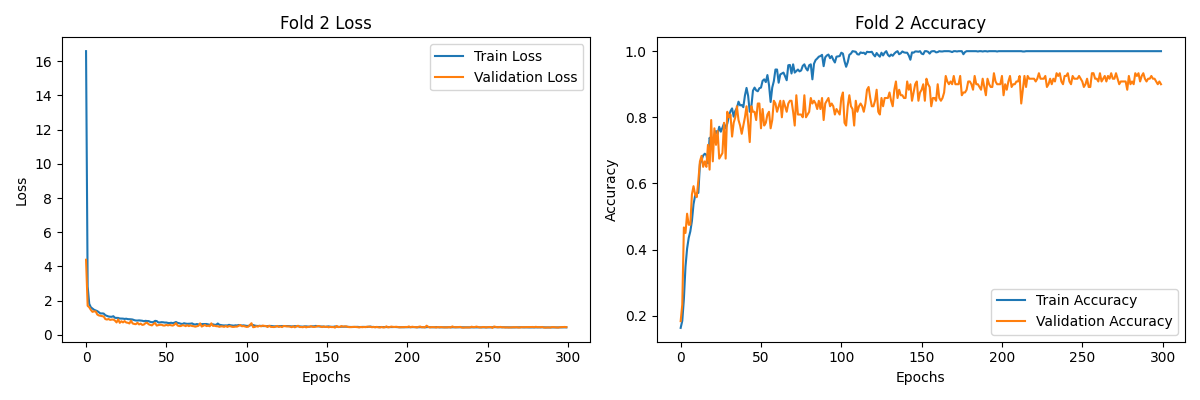 Fold 2 Loss
Loss
16
14
12
10
8
6
4
2
0
Train Loss
Validation Loss
0 50 100 150 200 250 300
Epochs
Fold 2 Accuracy
Accuracy
1.0
0.8
0.6
0.4
0.2
Train Accuracy
Validation Accuracy
0 50 100 150 200 250 300
Epochs